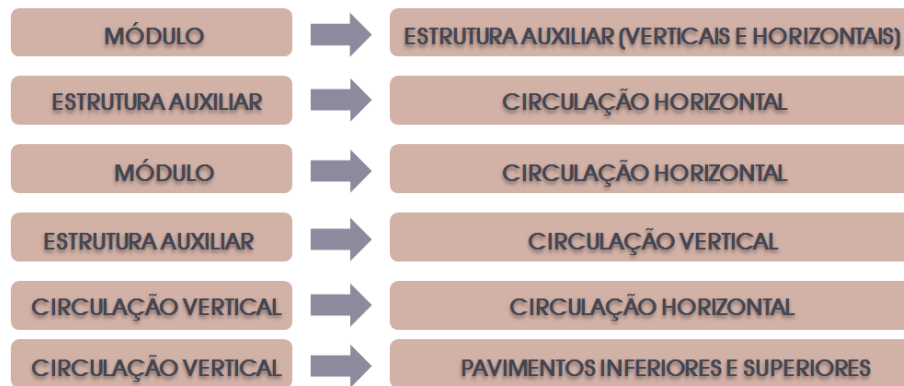 MÓDULO ESTRUTURA AUXILIAR (VERTICAIS E HORIZONTAIS)
ESTRUTURA AUXILIAR CIRCULAÇÃO HORIZONTAL
MÓDULO CIRCULAÇÃO HORIZONTAL
ESTRUTURA AUXILIAR CIRCULAÇÃO VERTICAL
CIRCULAÇÃO VERTICAL CIRCULAÇÃO HORIZONTAL
CIRCULAÇÃO VERTICAL PAVIMENTOS INFERIORES E SUPERIORES